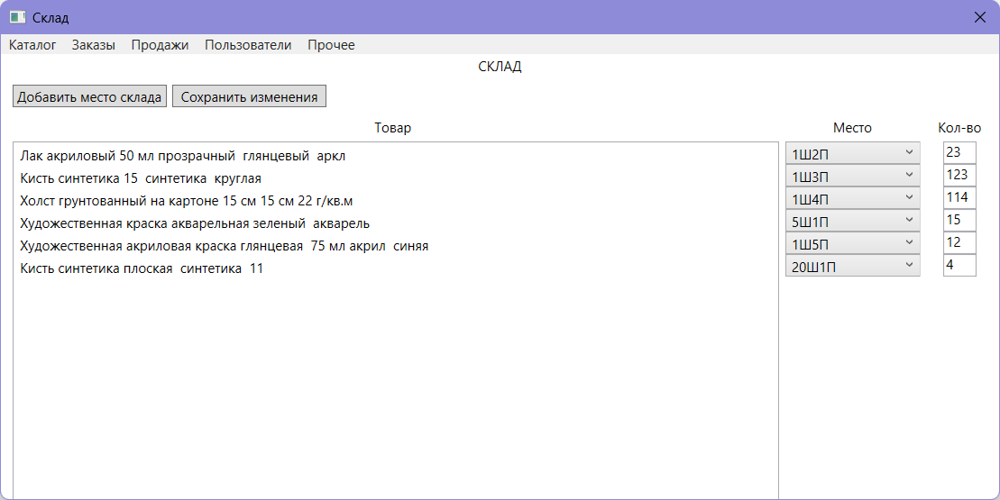 Склад
Каталог Заказы Продажи Пользователи Прочее
СКЛАД
Добавить место склада Сохранить изменения
Товар Место Кол-во
Лак акриловый 50 мл прозрачный  глянцевый  аркл 1Ш2П 23
Кисть синтетика 15  синтетика  круглая 1Ш3П 123
Холст грунтованный на картоне 15 см 15 см 22 г/кв.м 1Ш4П 114
Художественная краска акварельная зеленый  акварель 5Ш1П 15
Художественная акриловая краска глянцевая  75 мл акрил  синяя 1Ш5П 12
Кисть синтетика плоская  синтетика  11 20Ш1П 4